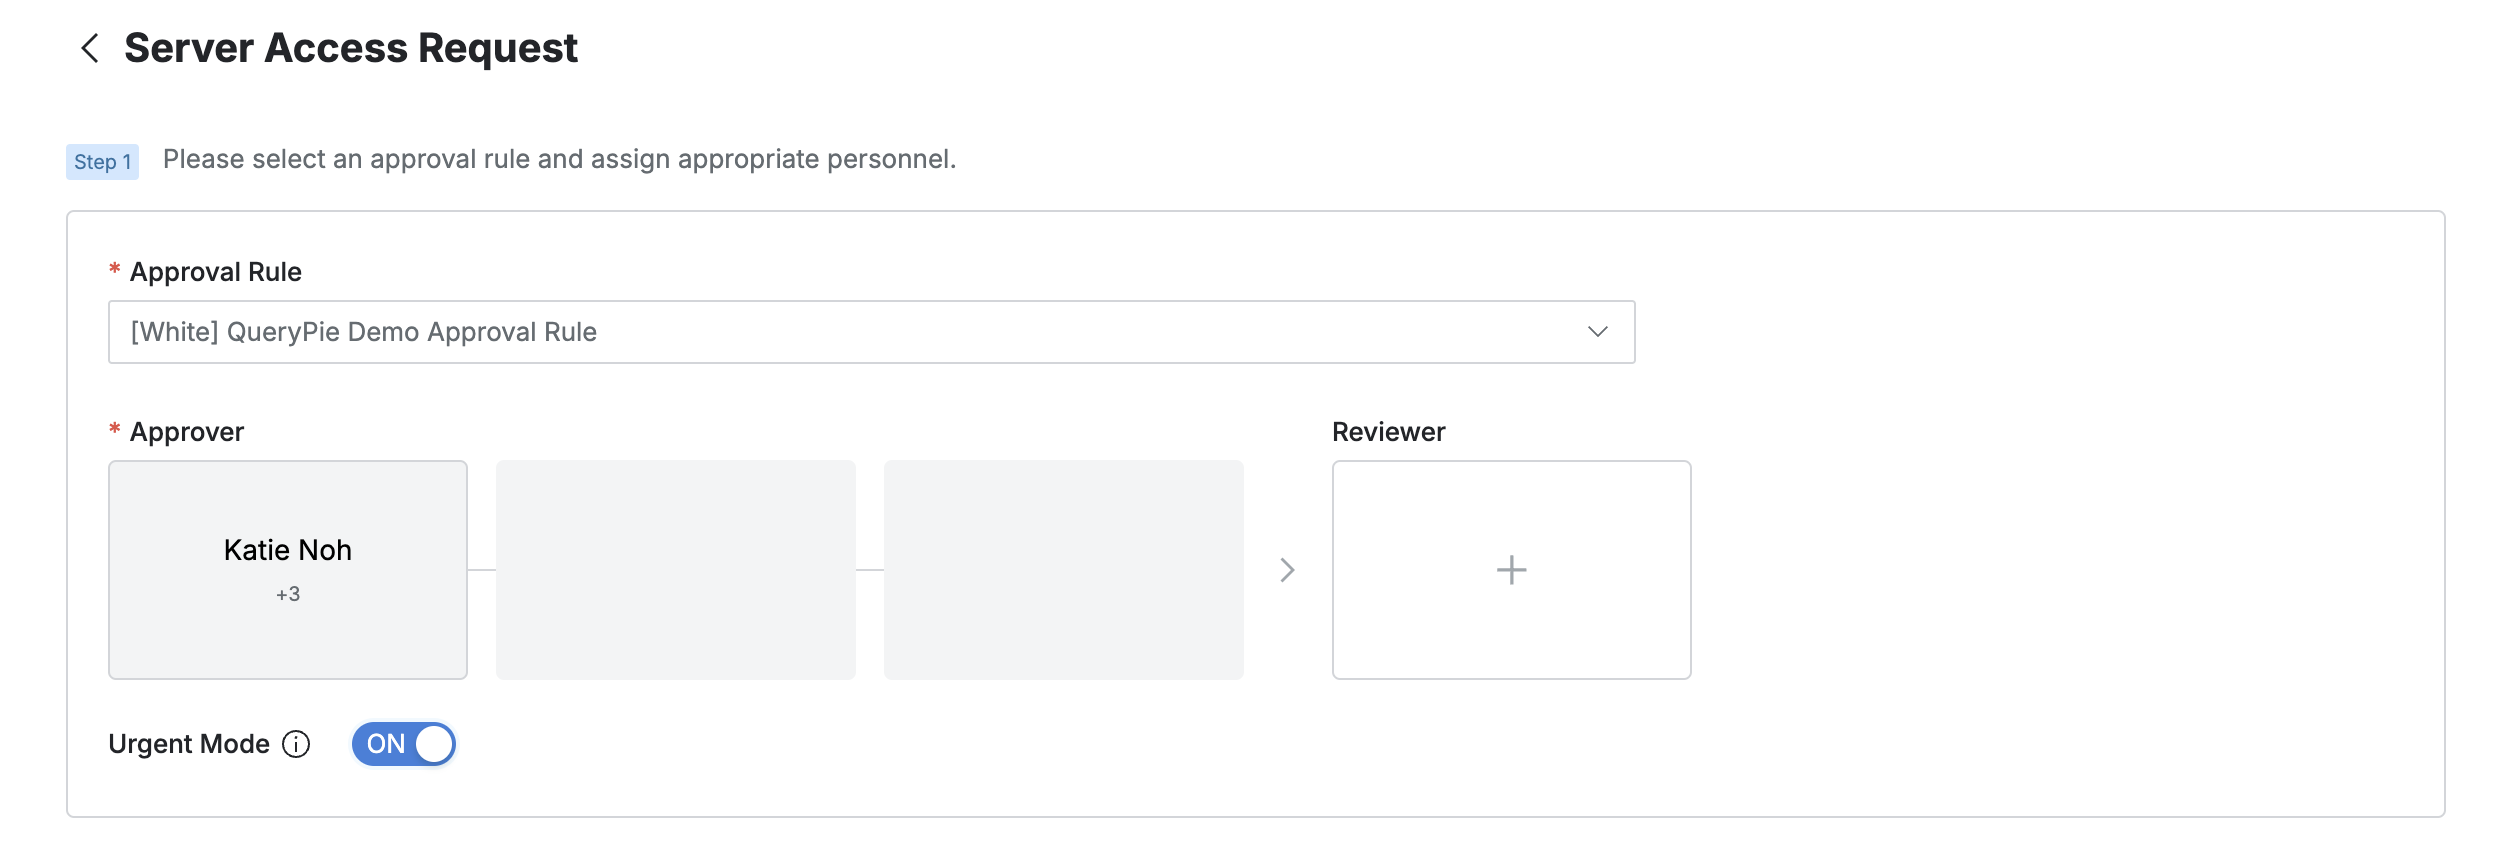 Server Access Request
Step 1 Please select an approval rule and assign appropriate personnel.
* Approval Rule
[White] QueryPie Demo Approval Rule
* Approver
Reviewer
Katie Noh
+3
Urgent Mode
ON